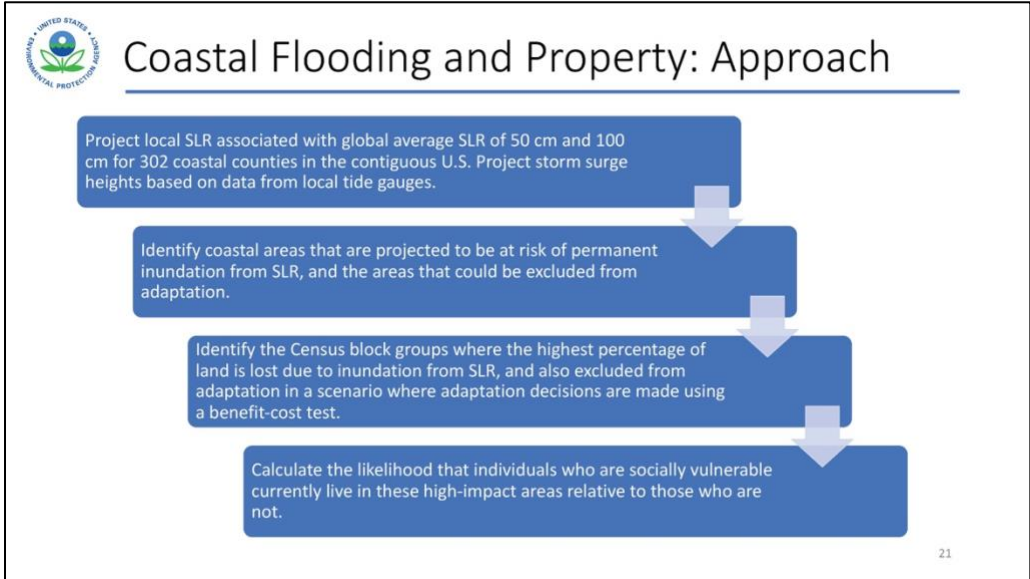 UNITED STATES
ENVIRONMENTAL PROTECTION AGENCY
Coastal Flooding and Property: Approach
Project local SLR associated with global average SLR of 50 cm and 100
cm for 302 coastal counties in the contiguous U.S. Project storm surge
heights based on data from local tide gauges.
Identify coastal areas that are projected to be at risk of permanent
inundation from SLR, and the areas that could be excluded from
adaptation.
Identify the Census block groups where the highest percentage of
land is lost due to inundation from SLR, and also excluded from
adaptation in a scenario where adaptation decisions are made using
a benefit-cost test.
Calculate the likelihood that individuals who are socially vulnerable
currently live in these high-impact areas relative to those who are
not.
21